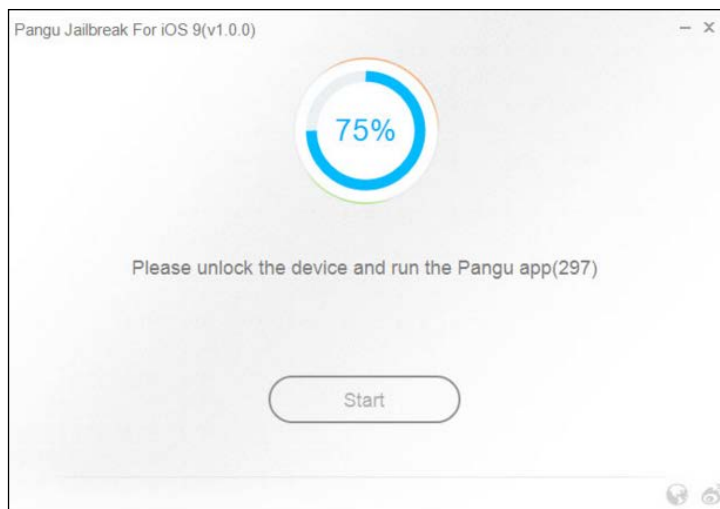 Pangu Jailbreak For iOS 9(v1.0.0)
75%
Please unlock the device and run the Pangu app(297)
Start